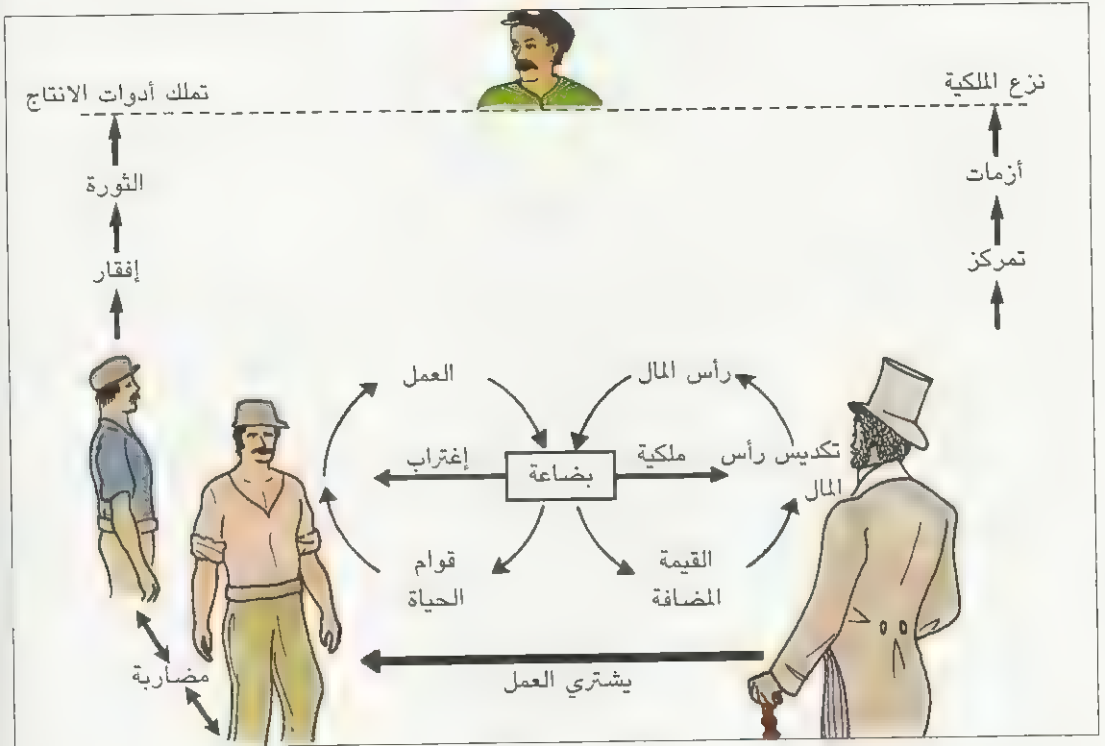 نزع الملكية
تملك أدوات الانتاج
أزمات
الثورة
تمركز
إفقار
رأس المال
العمل
تكديس رأس
المال
ملكية
بضاعة
إغتراب
القيمة
المضافة
قوام
الحياة
يشتري العمل
مضاربة